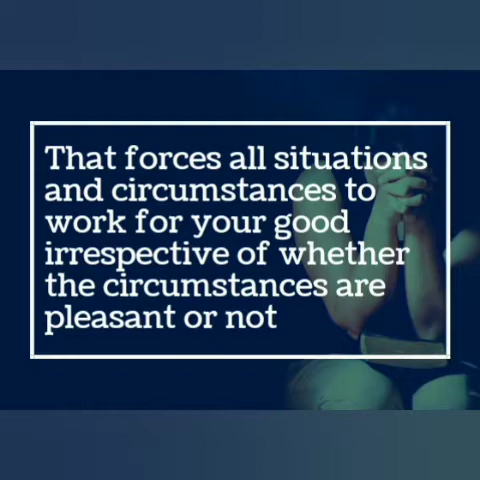 That forces all situations
and circumstances to
work for your good
irrespective of whether
the circumstances are
pleasant or not